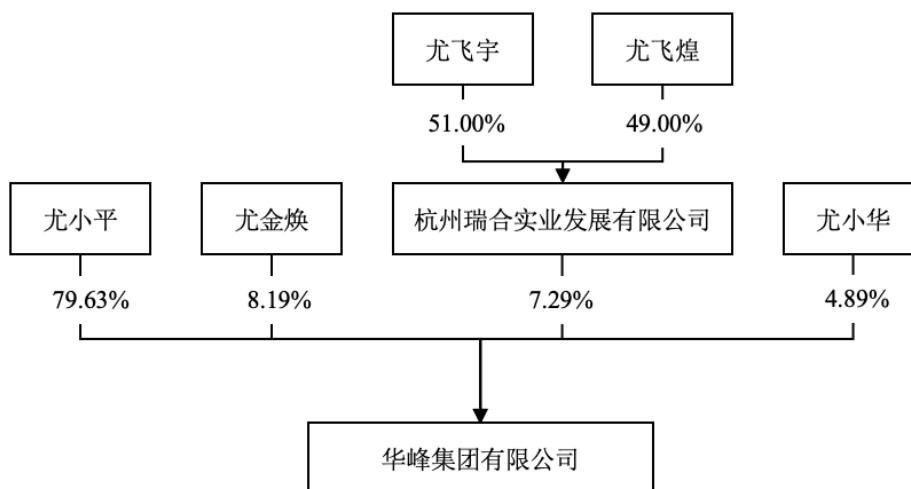 尤飞宇
尤飞煌
51.00%
49.00%
尤小平
尤金焕
杭州瑞合实业发展有限公司
尤小华
79.63%
8.19%
7.29%
4.89%
华峰集团有限公司